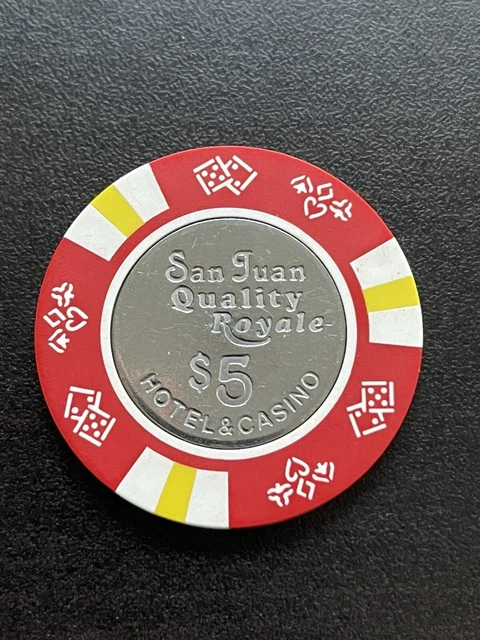 San Juan
Quality
Royale
$5
HOTEL & CASINO